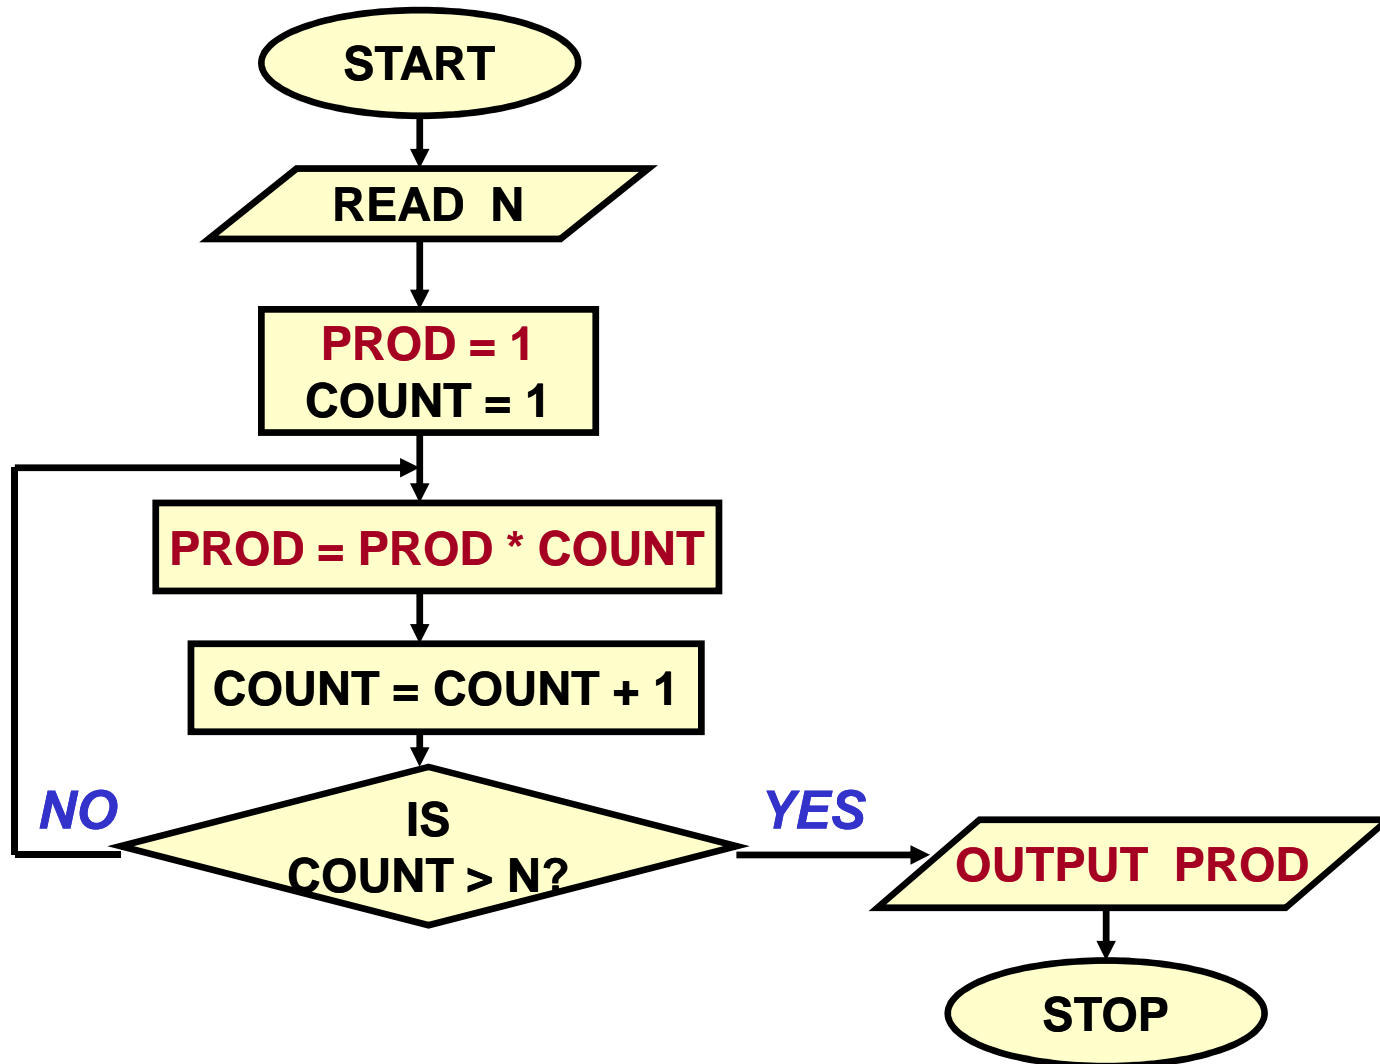 START
READ N
PROD = 1
COUNT = 1
PROD = PROD * COUNT
COUNT = COUNT + 1
NO
IS
COUNT > N?
YES
OUTPUT PROD
STOP